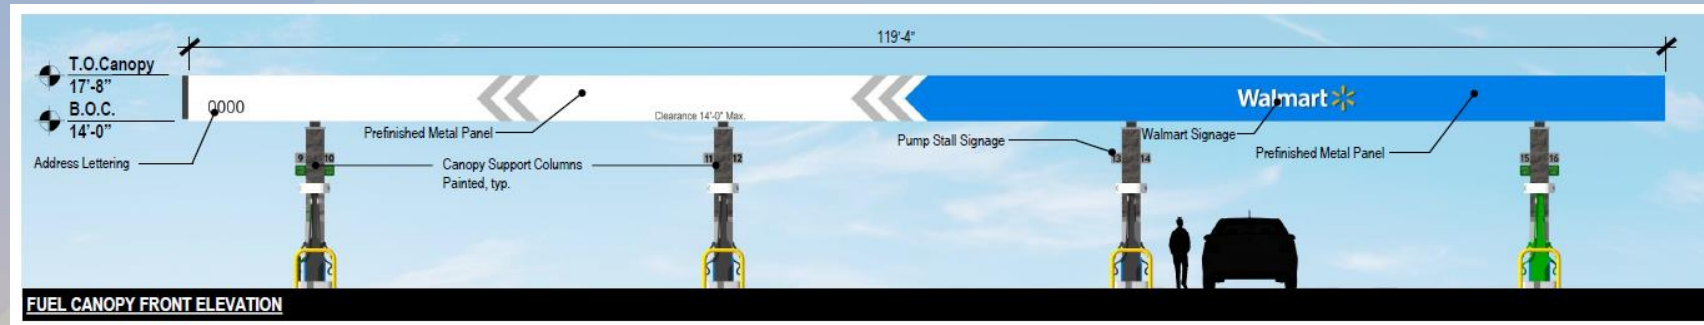 119'-4"
T.O.Canopy
17'-8"
B.O.C.
14'-0"
0000
Clearance 14'-0" Max.
Walmart
Address Lettering
Prefinished Metal Panel
Canopy Support Columns
Painted, typ.
Pump Stall Signage
Walmart Signage
Prefinished Metal Panel
9 10
11 12
13 14
15 16
FUEL CANOPY FRONT ELEVATION